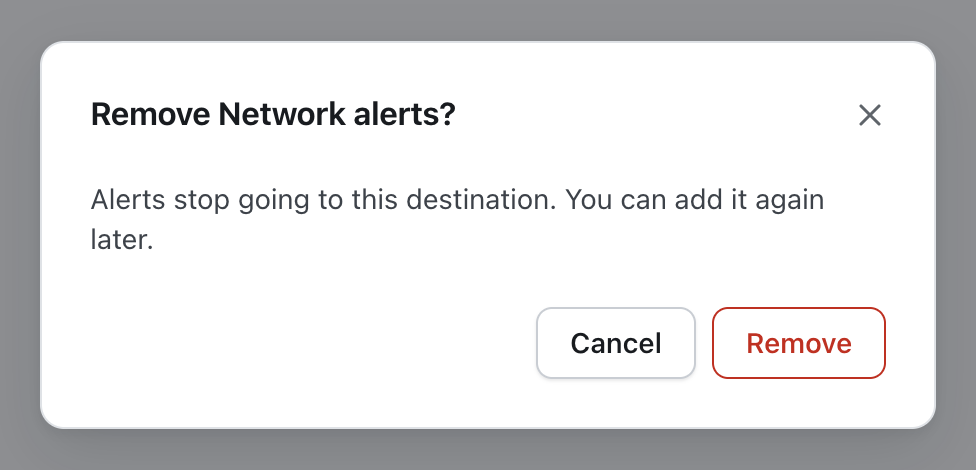 Remove Network alerts?
Alerts stop going to this destination. You can add it again
later.
Cancel
Remove